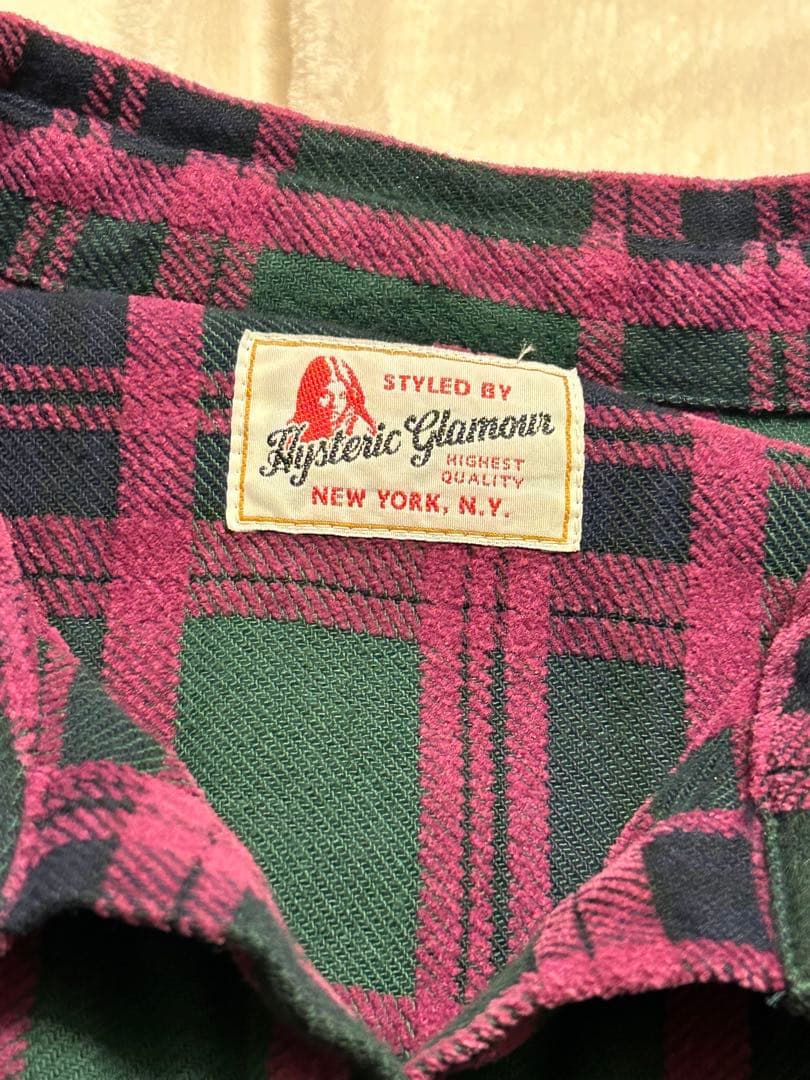 STYLED BY
Hysteric Glamour
HIGHEST
QUALITY
NEW YORK, N.Y.